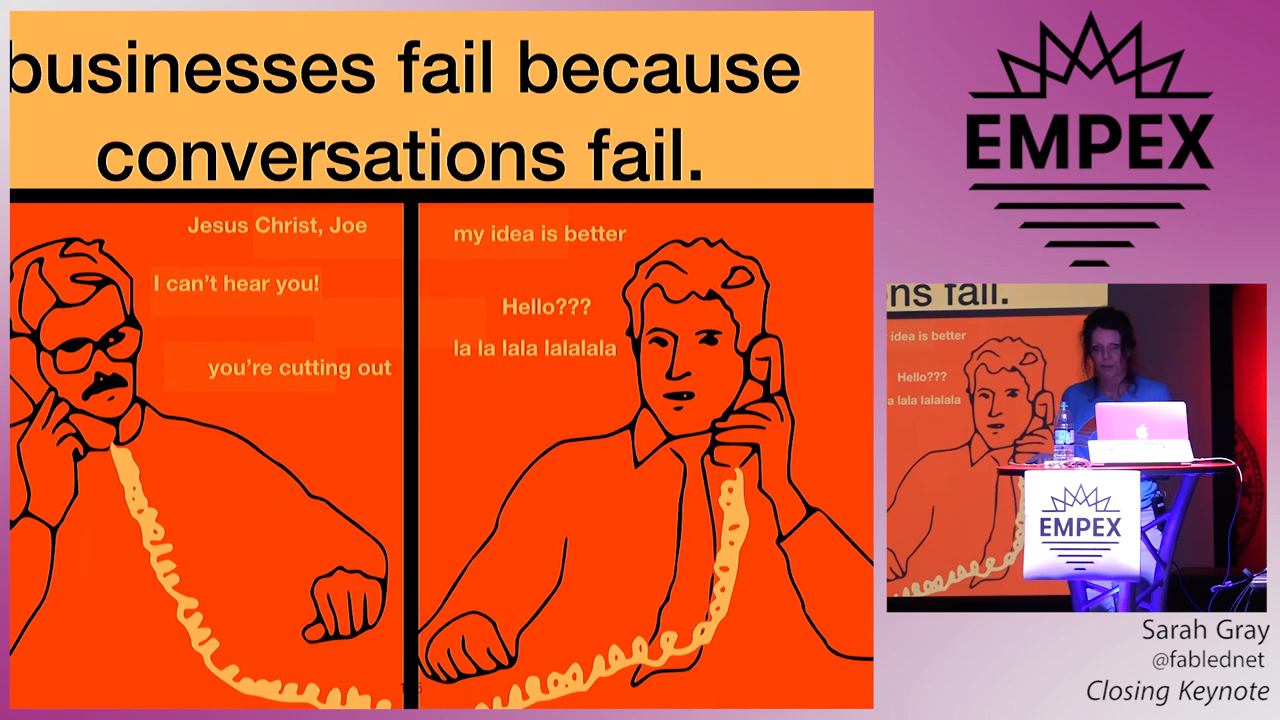 businesses fail because
conversations fail.
Jesus Christ, Joe
I can't hear you!
you're cutting out
my idea is better
Hello???
la la lala lalalala
EMPEX
ns fail.
idea is better
Hello???
a lala lalalala
EMPEX
Sarah Gray
@fablednet
Closing Keynote